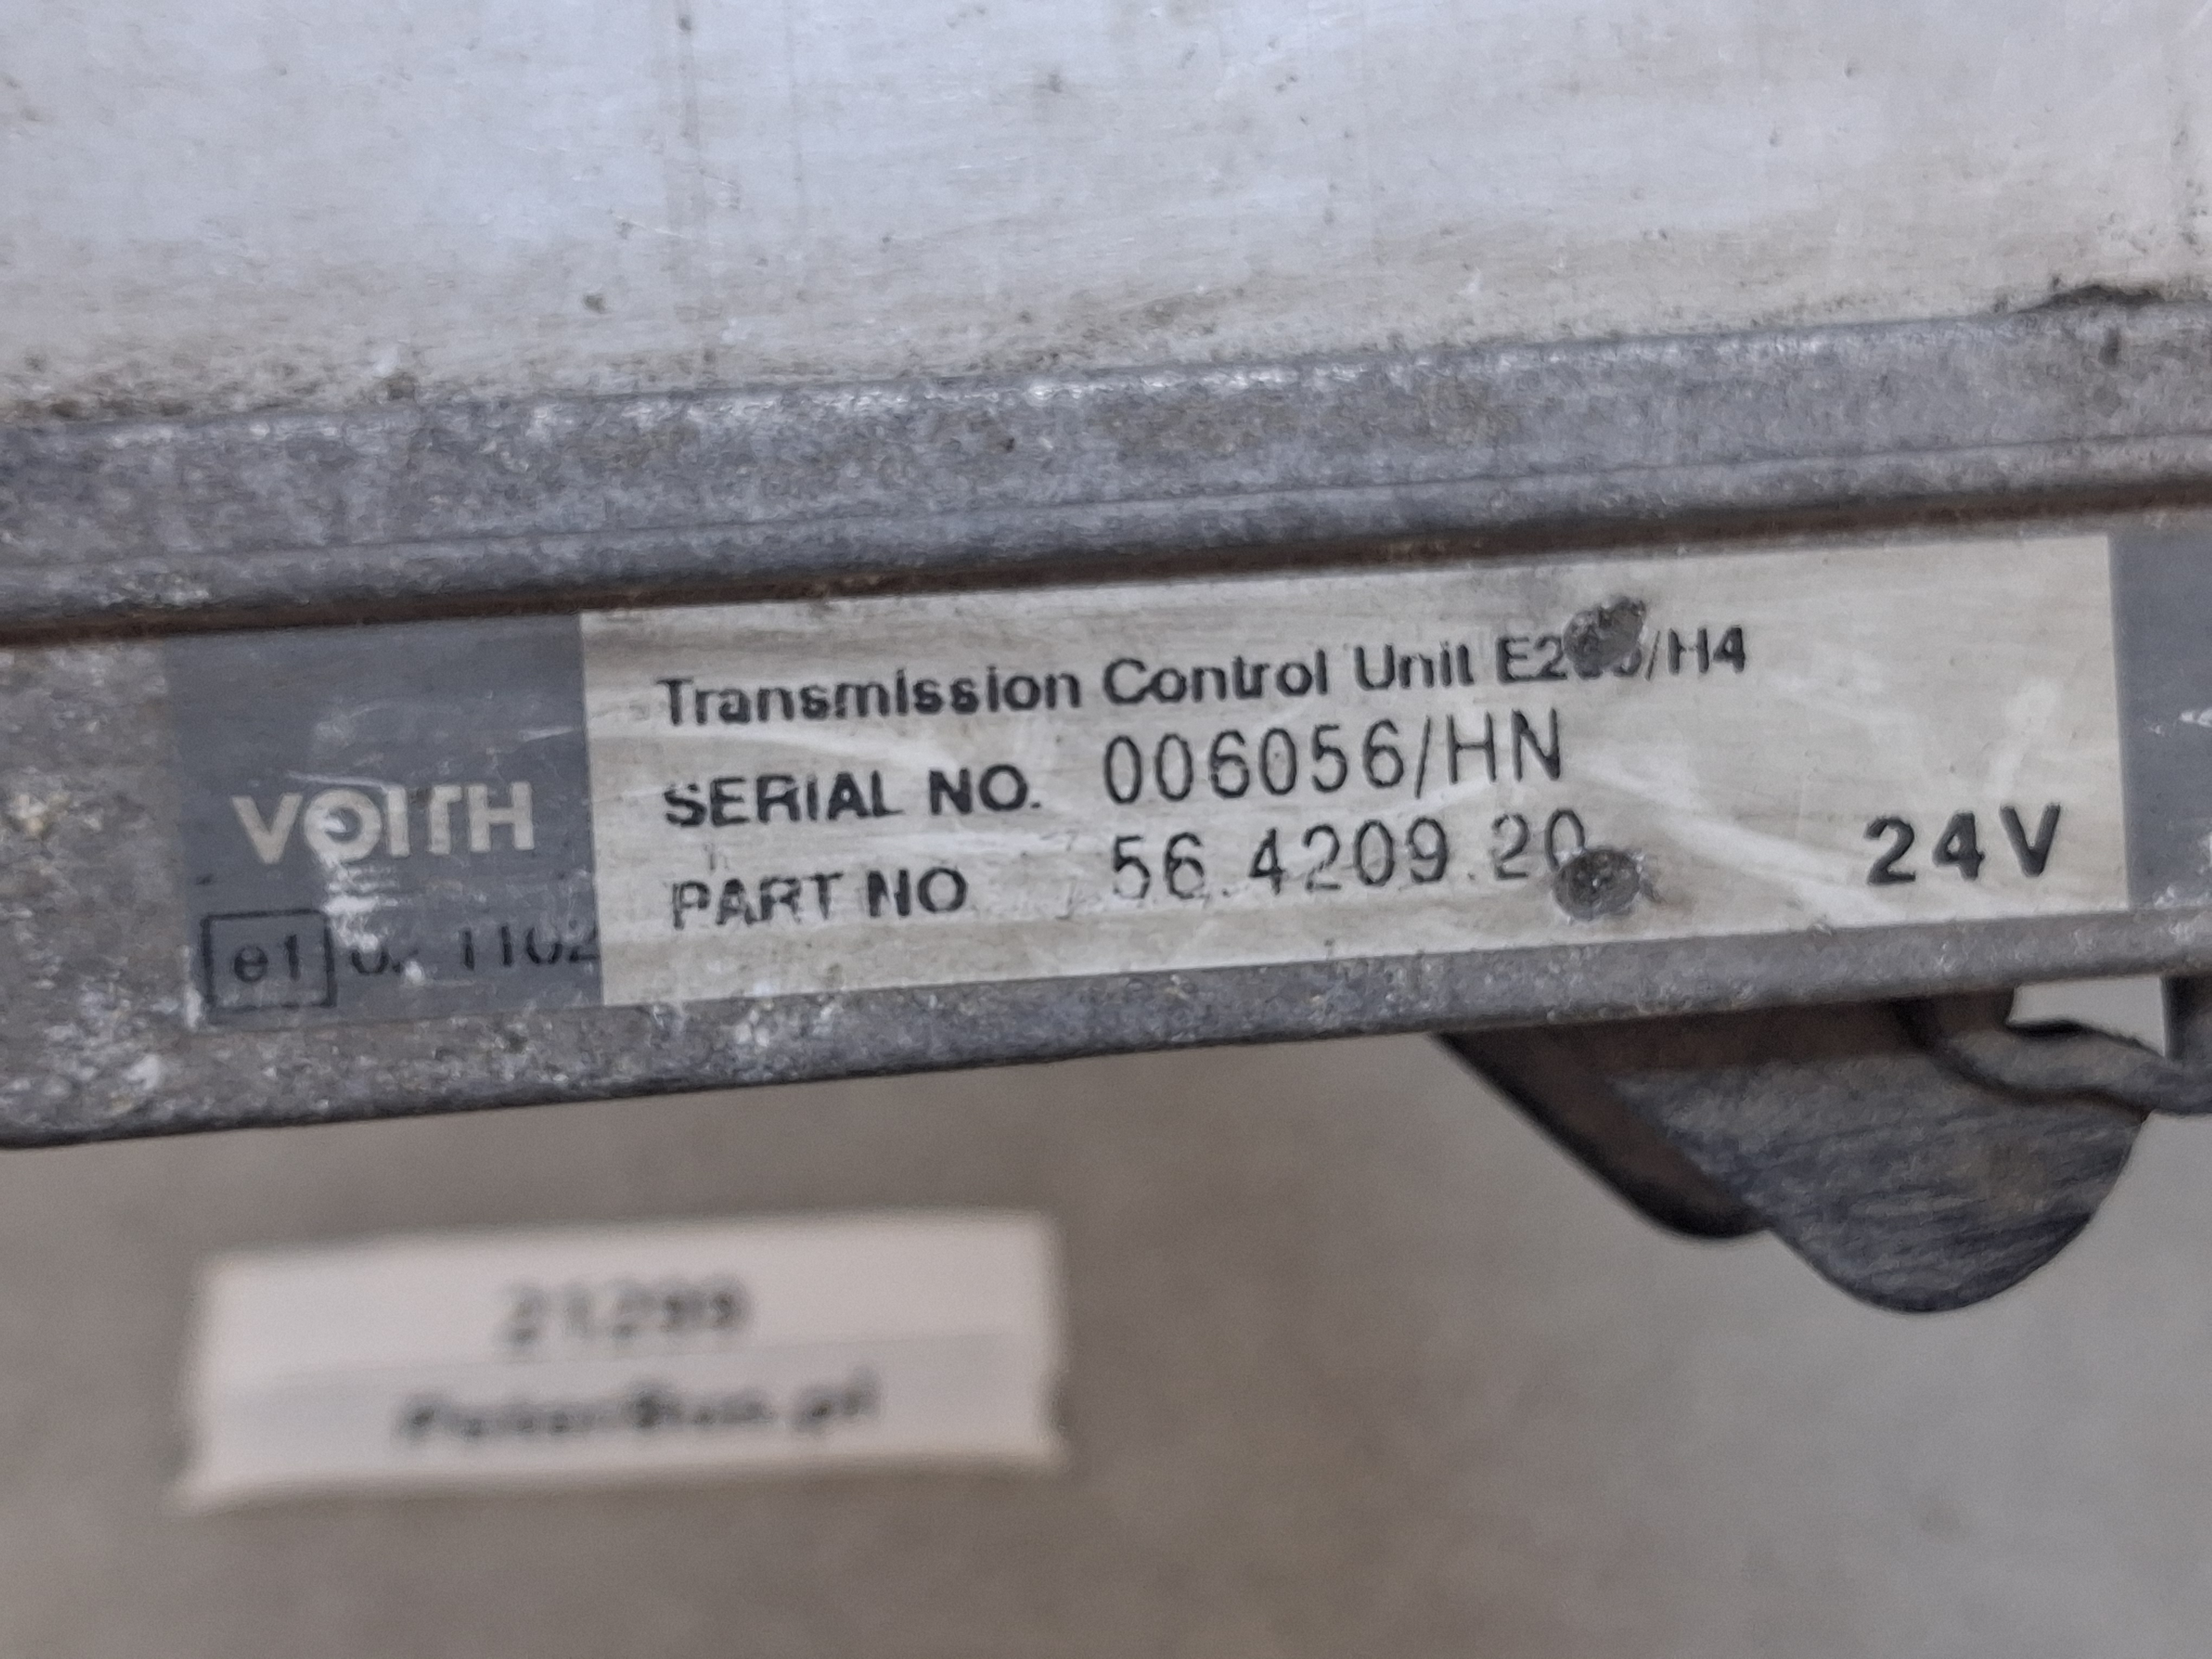 VOITH
e1
Transmission Control Unit
SERIAL NO. 006056/HN
PART NO 56.4209.20
24V